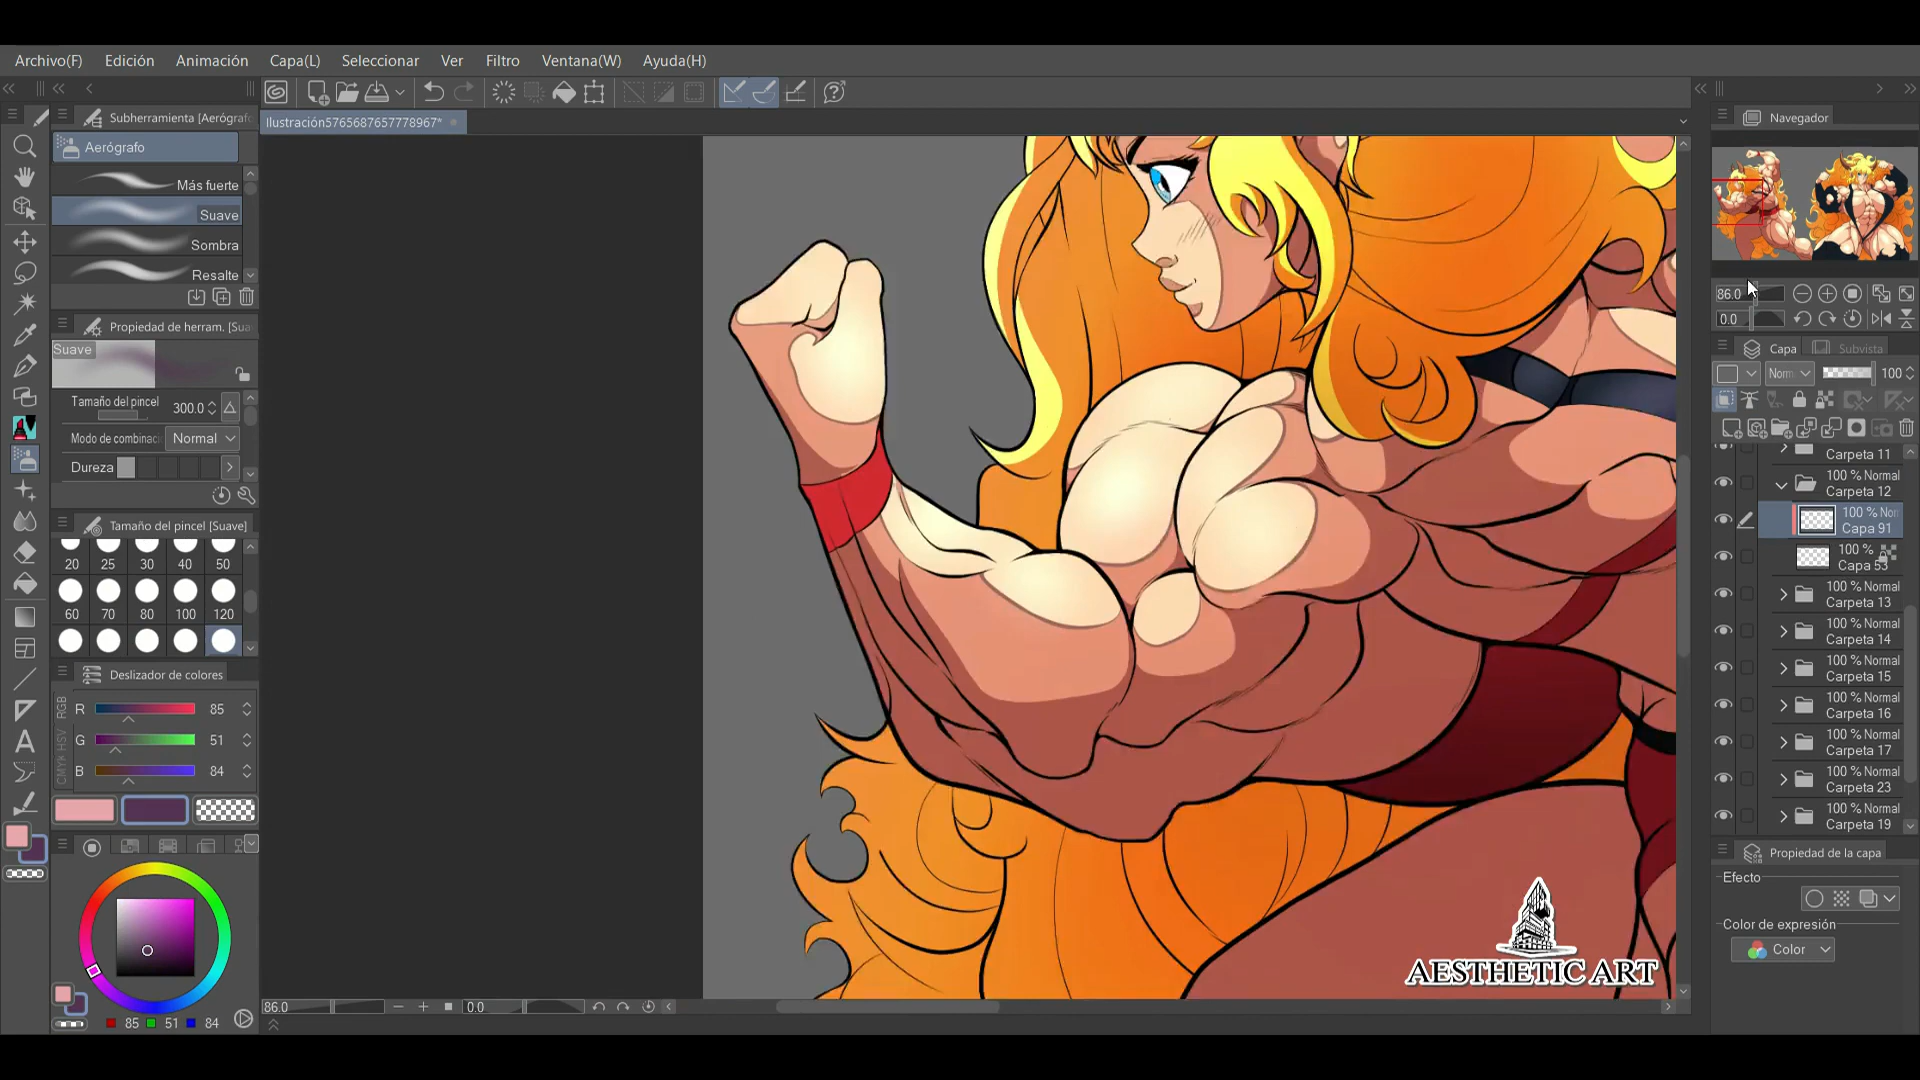 Archivo(F) Edición Animación Capa(L) Seleccionar Ver Filtro Ventana(W) Ayuda(H)
Subherramienta [Aerógrafo
Ilustración5765687657778967*
Aerógrafo
Más fuerte
Suave
Sombra
Resalte
Propiedad de herram. [Sua
Suave
Tamaño del pincel 300.0
Modo de combinac Normal
Dureza
Tamaño del pincel [Suave]
20 25 30 40 50
60 70 80 100 120
Deslizador de colores
RGB
HSV
CMYK
R 85
G 51
B 84
85 51 84
86.0 0.0
AESTHETIC ART
Navegador
86.0
0.0
Capa Subvista
Norm 100
Carpeta 11
100 % Normal
Carpeta 12
100 % Nor
Capa 91
100 %
Capa 53
100 % Normal
Carpeta 13
100 % Normal
Carpeta 14
100 % Normal
Carpeta 15
100 % Normal
Carpeta 16
100 % Normal
Carpeta 17
100 % Normal
Carpeta 23
100 % Normal
Carpeta 19
Propiedad de la capa
Efecto
Color de expresión
Color